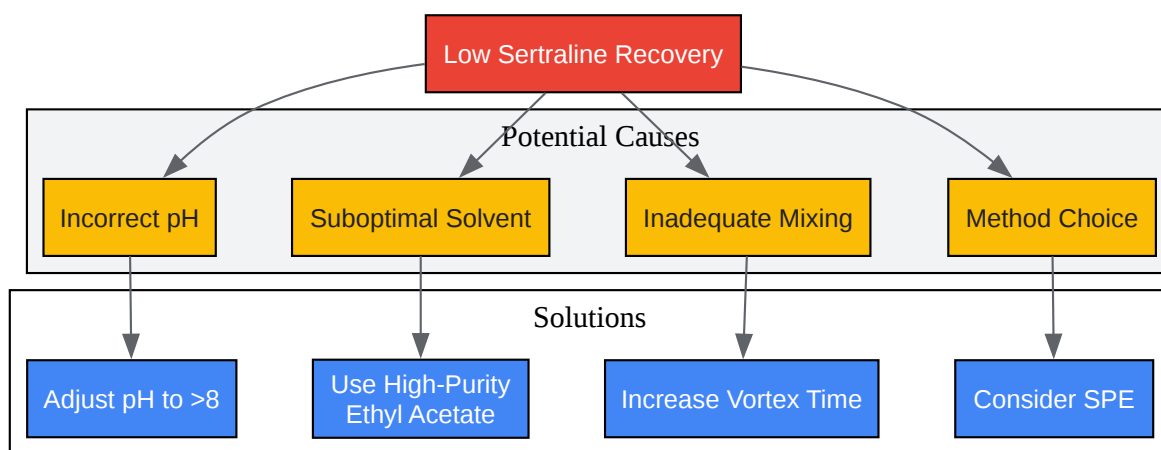 Low Sertraline Recovery
Potential Causes
Incorrect pH
Suboptimal Solvent
Inadequate Mixing
Method Choice
Solutions
Adjust pH to >8
Use High-Purity
Ethyl Acetate
Increase Vortex Time
Consider SPE